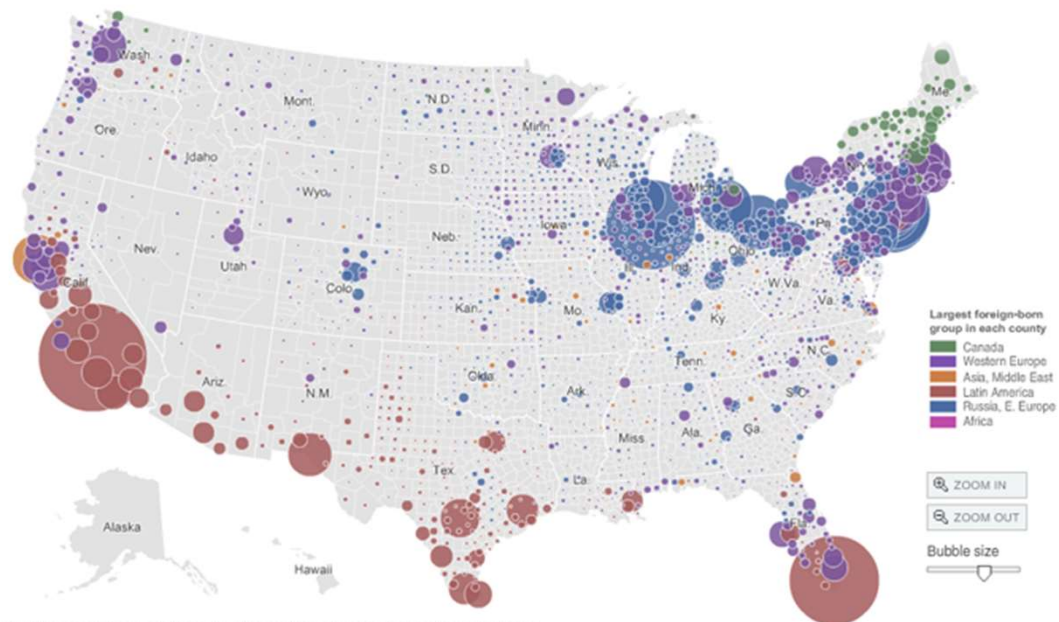 Wash.
Mont.
N.D.
Minn.
Me.
Ore.
Idaho
S.D.
Wis.
N.Y.
Wyo.
Mich.
Nev.
Utah
Neb.
Iowa
Pa.
Ohio
Ill.
Ind.
Calif.
Colo.
Kan.
Mo.
W.Va.
Va.
Ky.
Ariz.
N.M.
Okla.
Ark.
Tenn.
N.C.
S.C.
Tex.
La.
Miss.
Ala.
Ga.
Fla.
Alaska
Hawaii
Largest foreign-born
group in each county
Canada
Western Europe
Asia, Middle East
Latin America
Russia, E. Europe
Africa
ZOOM IN
ZOOM OUT
Bubble size